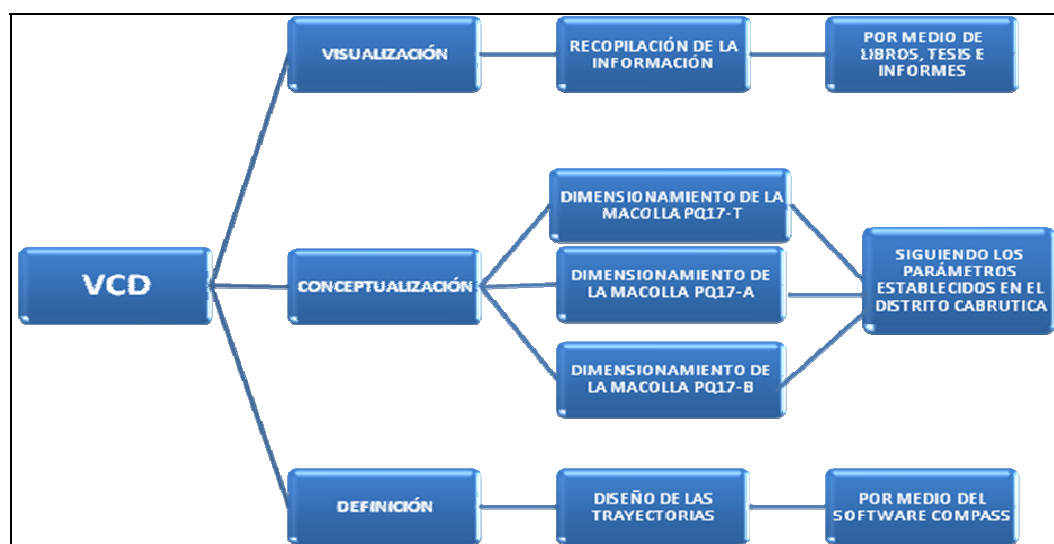 VISUALIZACIÓN
RECOPILACIÓN DE LA
INFORMACIÓN
POR MEDIO DE
LIBROS, TESIS E
INFORMES
VCD
CONCEPTUALIZACIÓN
DIMENSIONAMIENTO DE LA
MACOLLA PQ17-T
DIMENSIONAMIENTO DE
LA MACOLLA PQ17-A
DIMENSIONAMIENTO DE
LA MACOLLA PQ17-B
SIGUIENDO LOS
PARÁMETROS
ESTABLECIDOS EN EL
DISTRITO CABRUTICA
DEFINICIÓN
DISEÑO DE LAS
TRAYECTORIAS
POR MEDIO DEL
SOFTWARE COMPASS